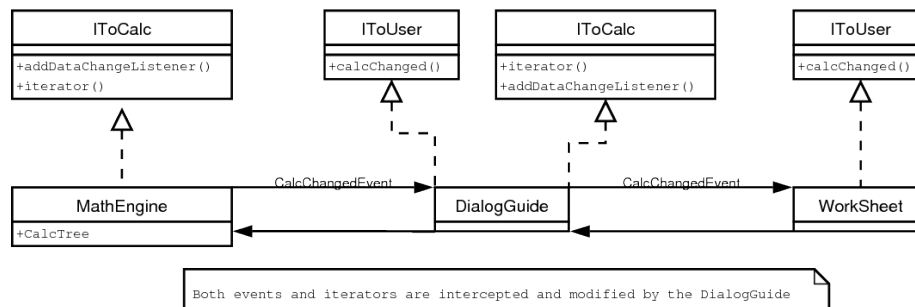 IToCalc
+addDataChangeListener()
+iterator()
IToUser
+calcChanged()
IToCalc
+iterator()
+addDataChangeListener()
IToUser
+calcChanged()
CalcChangedEvent
CalcChangedEvent
MathEngine
+CalcTree
DialogGuide
WorkSheet
Both events and iterators are intercepted and modified by the DialogGuide